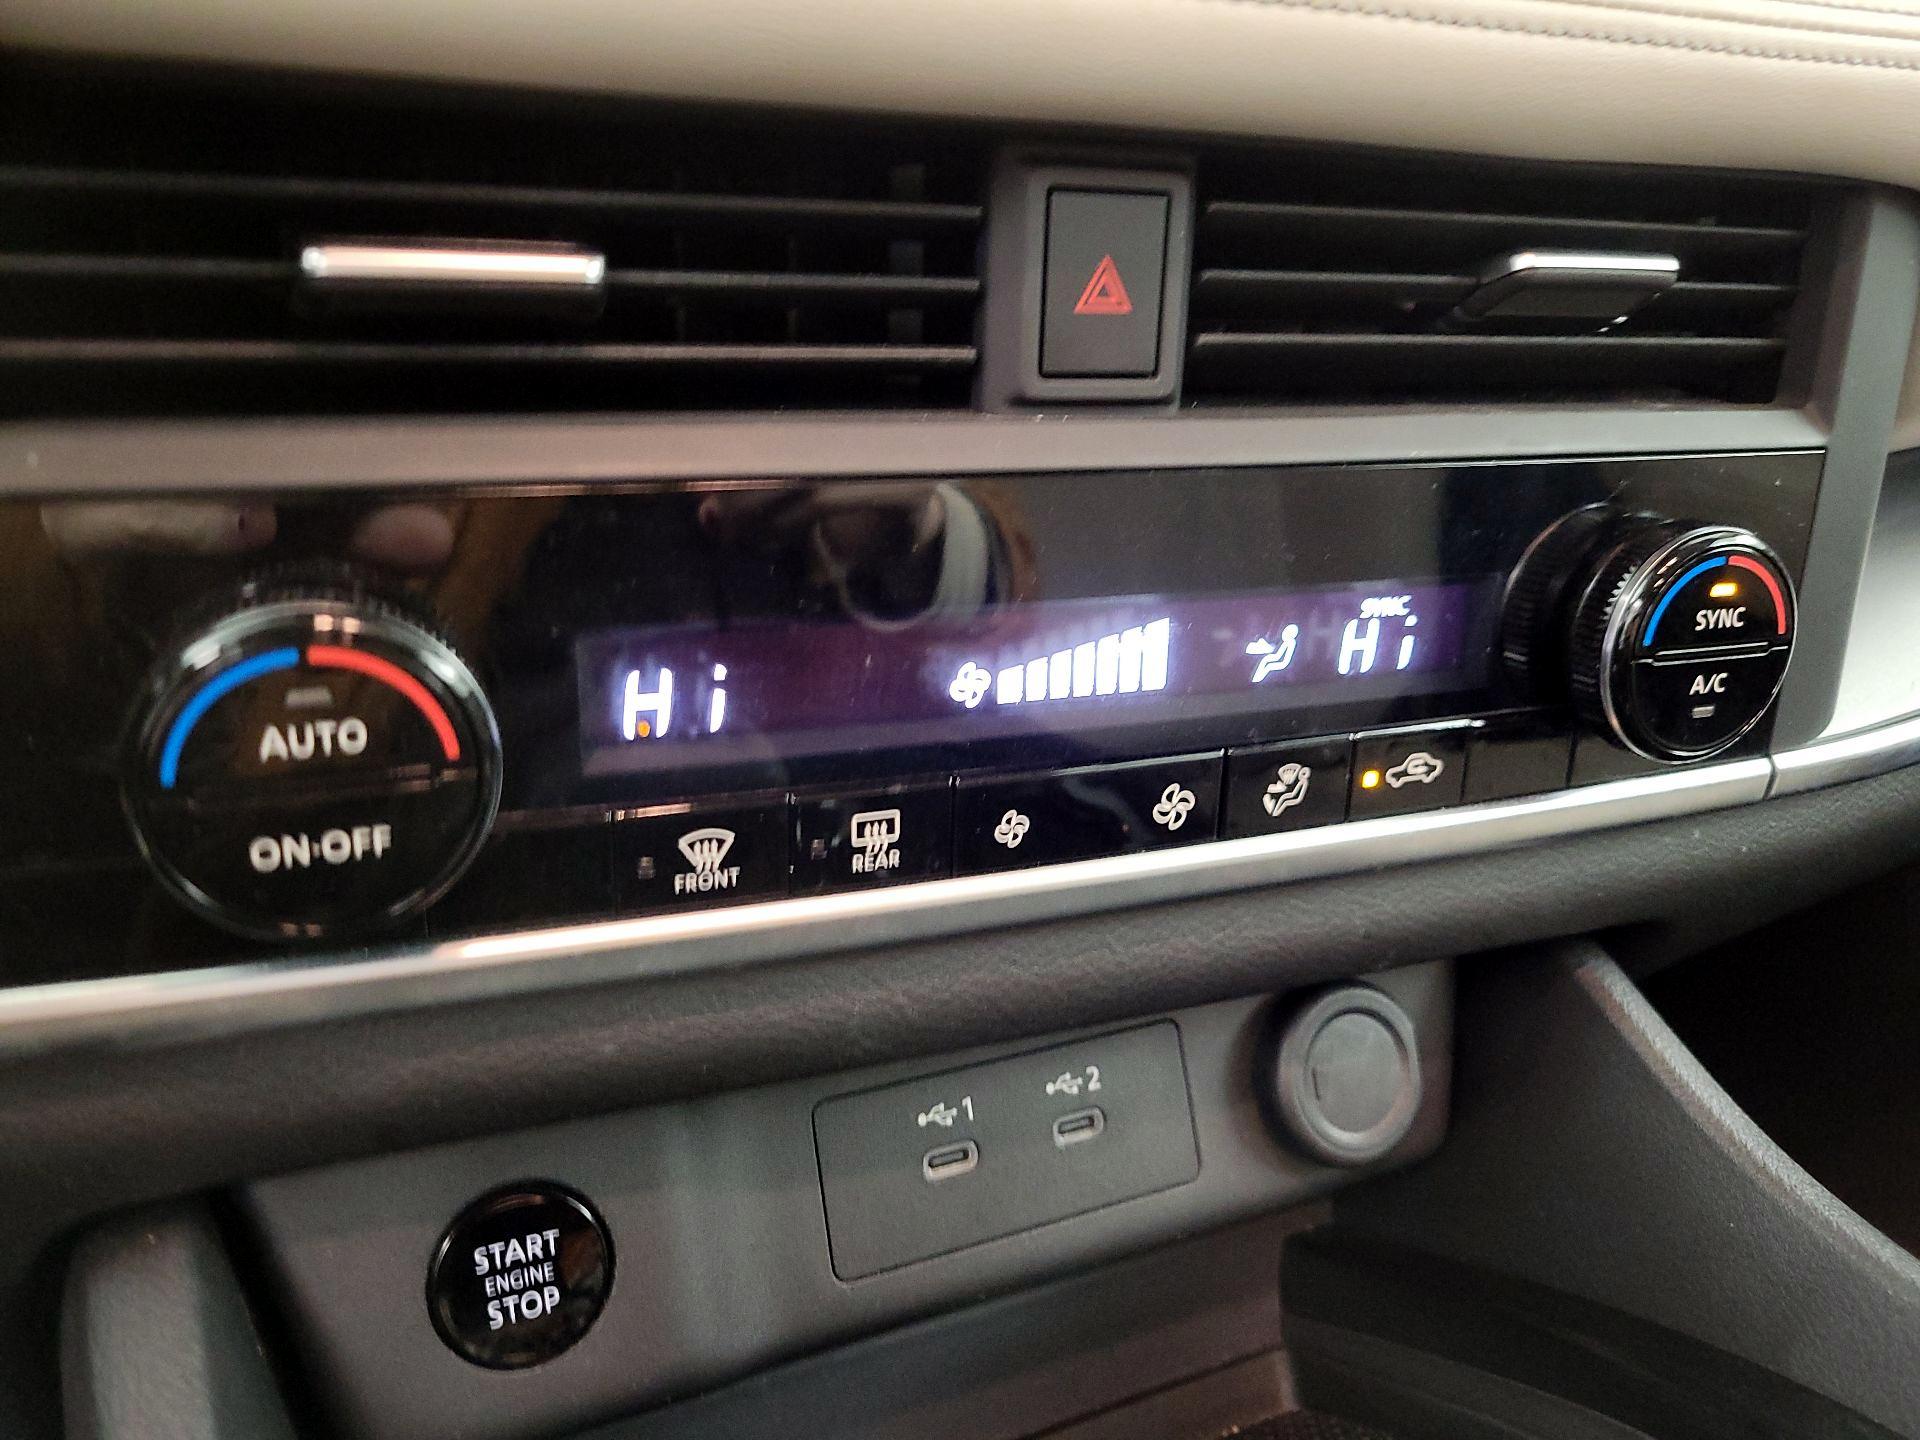 SYNC
Hi
Hi
SYNC
A/C
AUTO
ON·OFF
FRONT
REAR
1
2
START
ENGINE
STOP